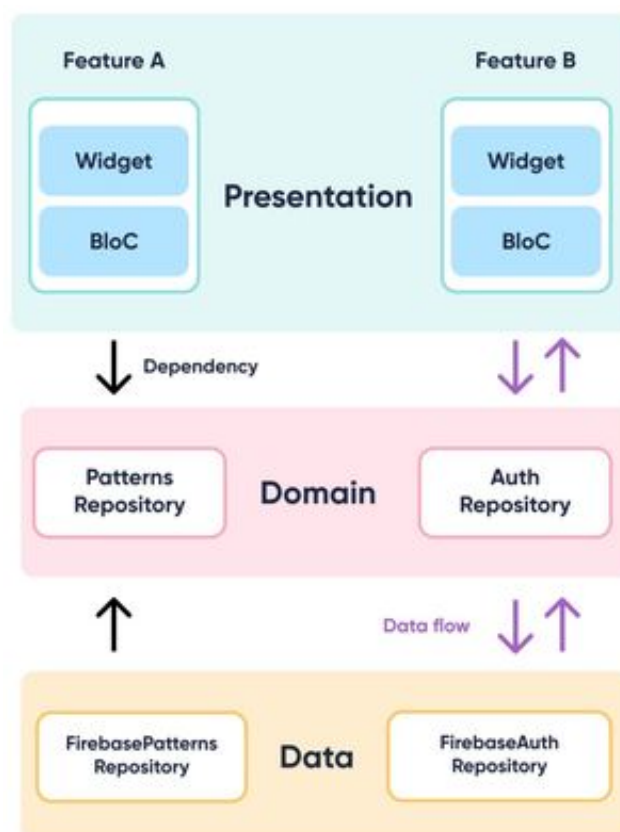 Feature A
Feature B
Widget
BloC
Presentation
Widget
BloC
Dependency
Patterns
Repository
Domain
Auth
Repository
Data flow
FirebasePatterns
Repository
Data
FirebaseAuth
Repository